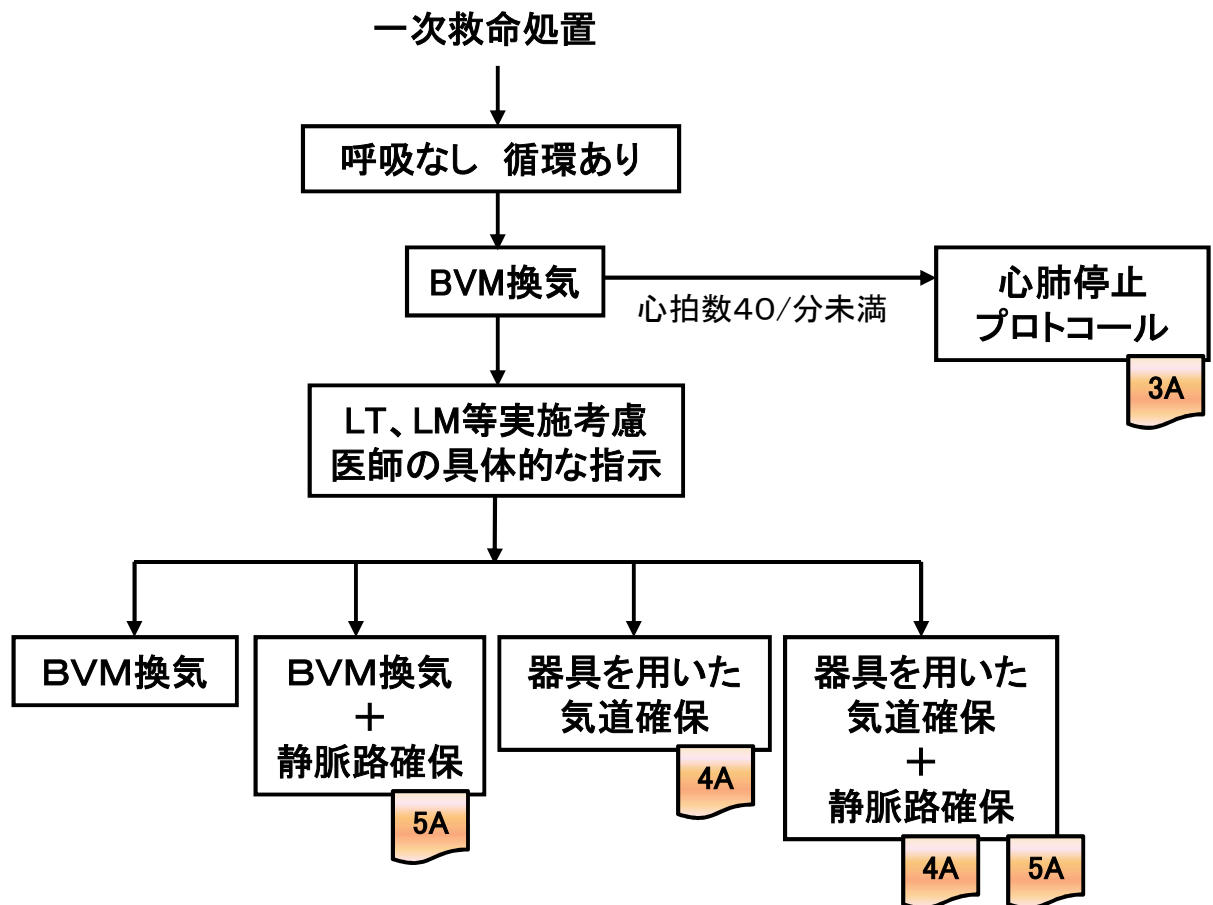 一次救命処置
呼吸なし　循環あり
BVM換気
心拍数40/分未満
心肺停止
プロトコール
3A
LT、LM等実施考慮
医師の具体的な指示
BVM換気
BVM換気
＋
静脈路確保
5A
器具を用いた
気道確保
4A
器具を用いた
気道確保
＋
静脈路確保
4A
5A